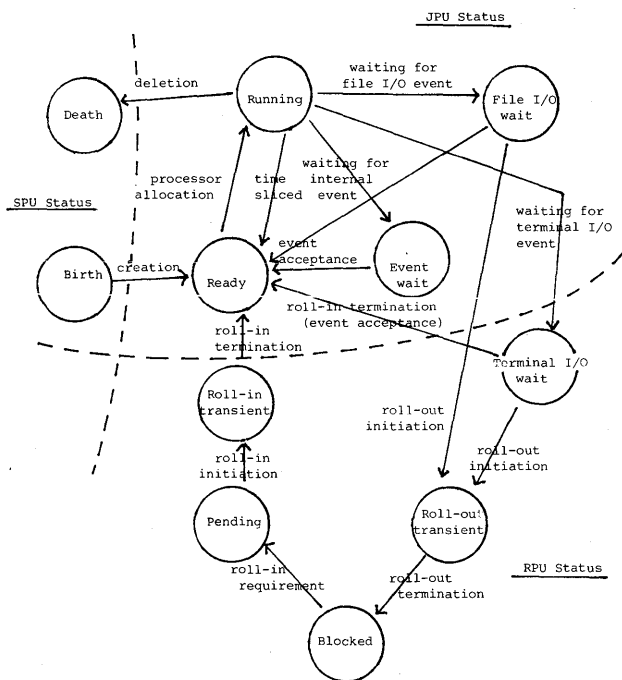 JPU Status
deletion
waiting for
file I/O event
Death
Running
File I/O
wait
processor
allocation
time
sliced
waiting for
internal
event
SPU Status
waiting for
terminal I/O
event
Birth
creation
Ready
event
acceptance
Event
wait
roll-in termination
(event acceptance)
roll-in
termination
Terminal I/O
wait
Roll-in
transient
roll-out
initiation
roll-in
initiation
roll-out
initiation
Pending
Roll-out
transient
RPU Status
roll-in
requirement
roll-out
termination
Blocked